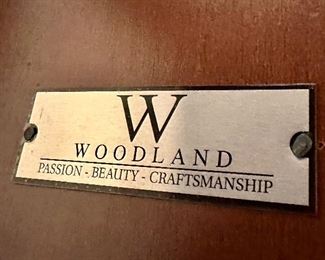 W
WOODLAND
PASSION - BEAUTY - CRAFTSMANSHIP